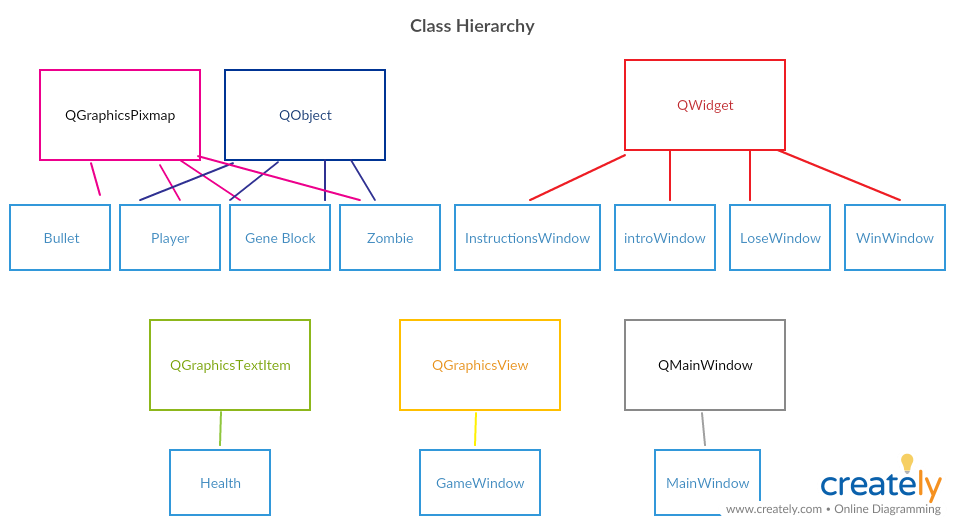 Class Hierarchy
QGraphicsPixmap
QObject
QWidget
Bullet
Player
Gene Block
Zombie
InstructionsWindow
introWindow
LoseWindow
WinWindow
QGraphicsTextItem
QGraphicsView
QMainWindow
Health
GameWindow
MainWindow
creately
www.creately.com • Online Diagramming